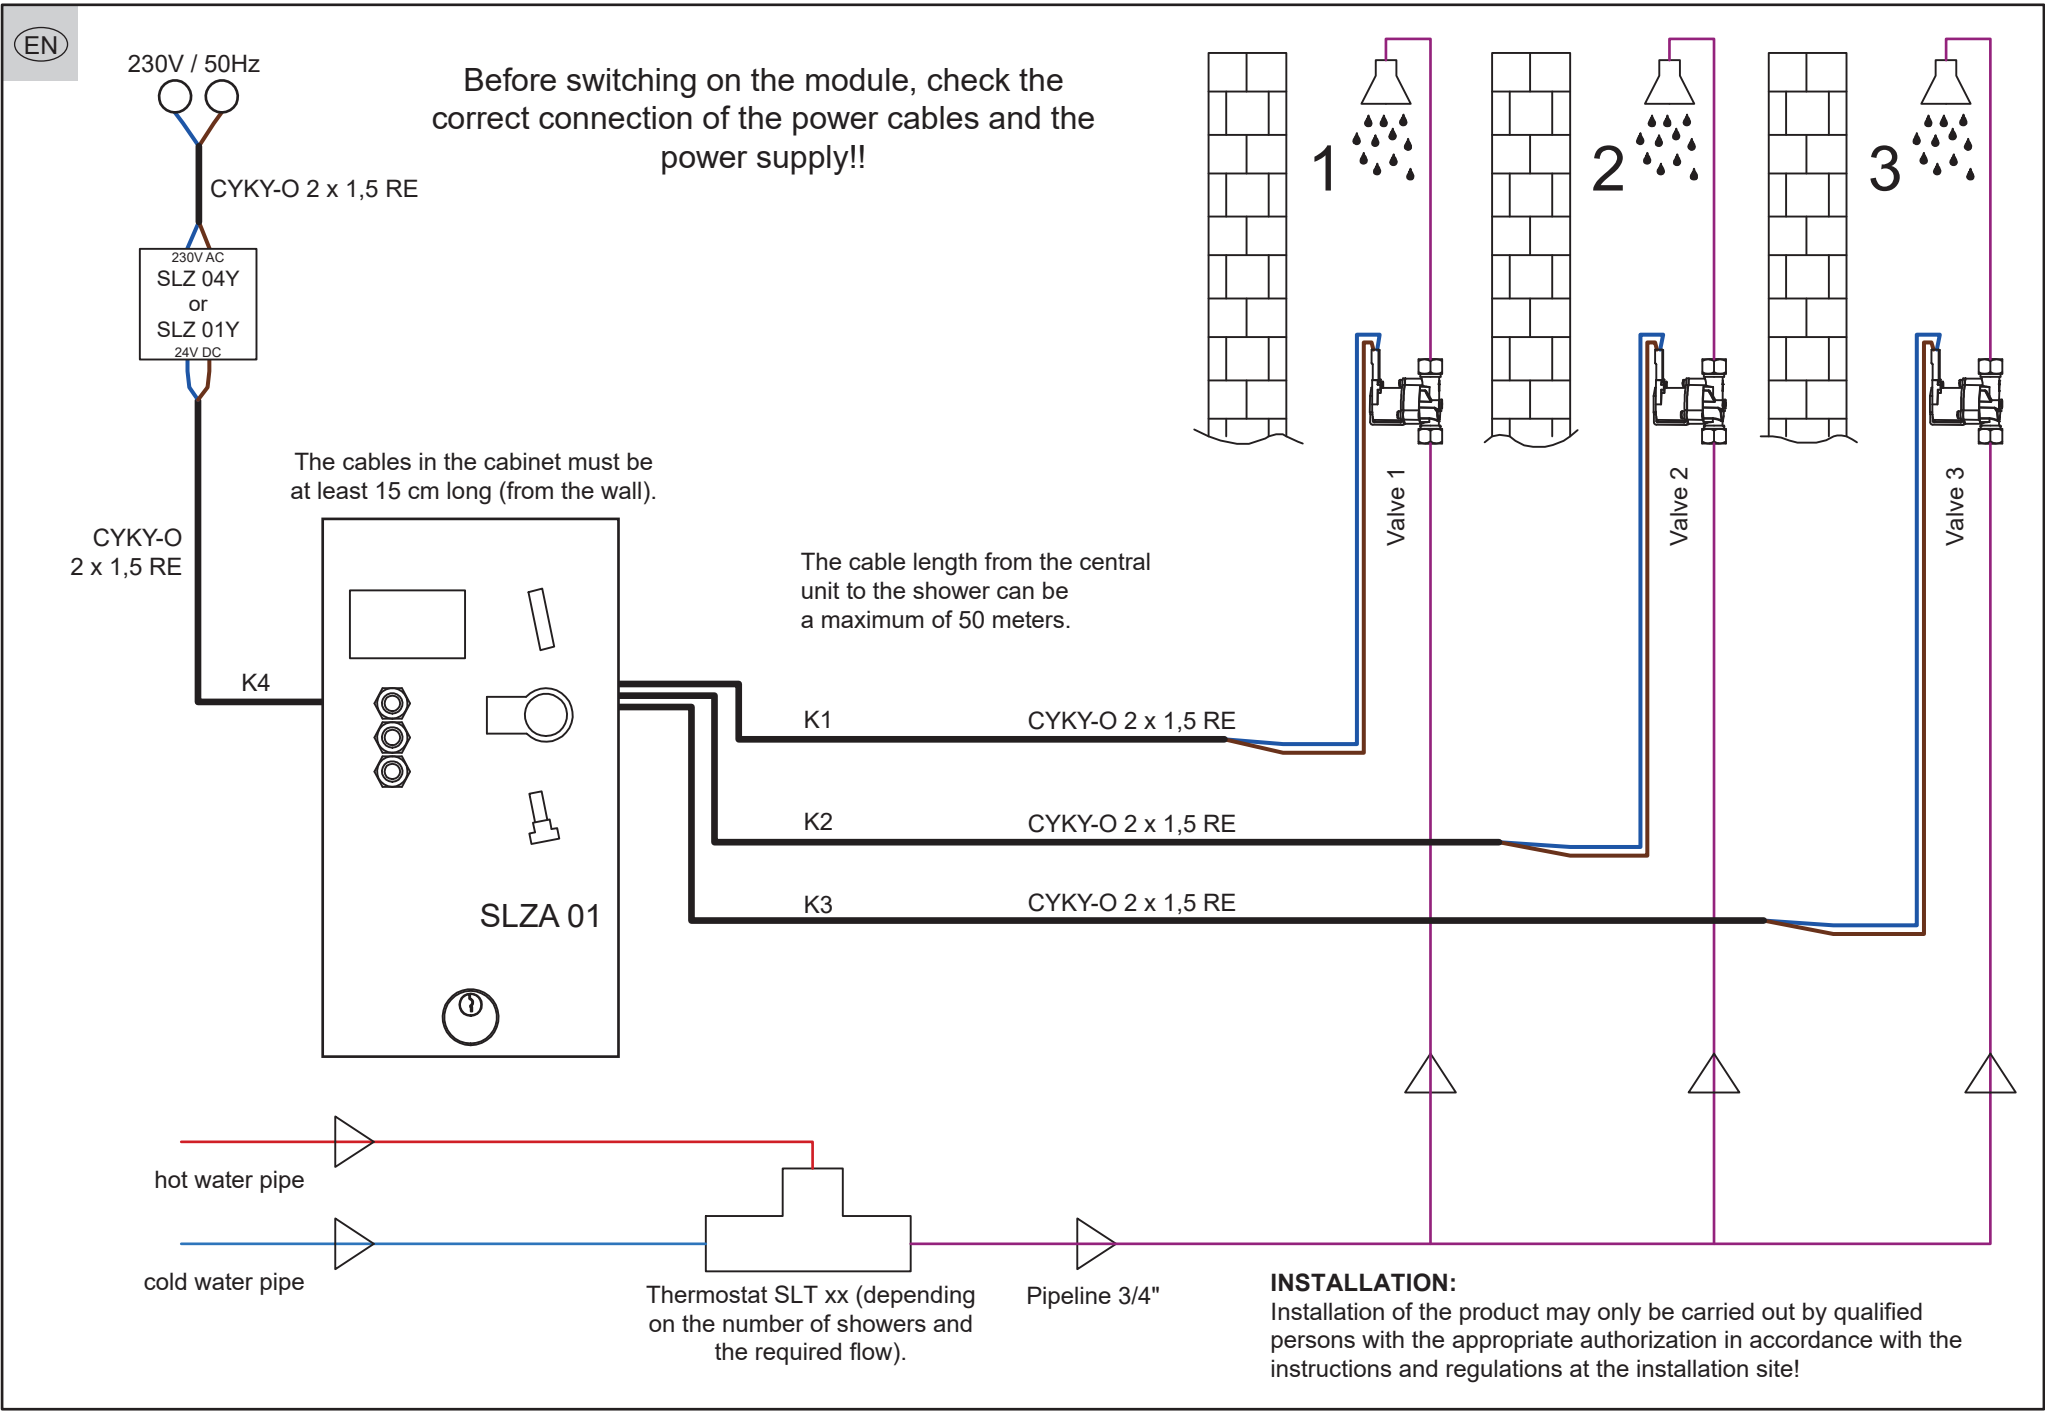 EN
230V / 50Hz
Before switching on the module, check the
correct connection of the power cables and the
power supply!!
CYKY-O 2 x 1,5 RE
230V AC
SLZ 04Y
or
SLZ 01Y
24V DC
1
2
3
The cables in the cabinet must be
at least 15 cm long (from the wall).
CYKY-O
2 x 1,5 RE
K4
The cable length from the central
unit to the shower can be
a maximum of 50 meters.
Valve 1
Valve 2
Valve 3
K1
CYKY-O 2 x 1,5 RE
K2
CYKY-O 2 x 1,5 RE
K3
CYKY-O 2 x 1,5 RE
SLZA 01
hot water pipe
cold water pipe
Thermostat SLT xx (depending
on the number of showers and
the required flow).
Pipeline 3/4"
INSTALLATION:
Installation of the product may only be carried out by qualified
persons with the appropriate authorization in accordance with the
instructions and regulations at the installation site!